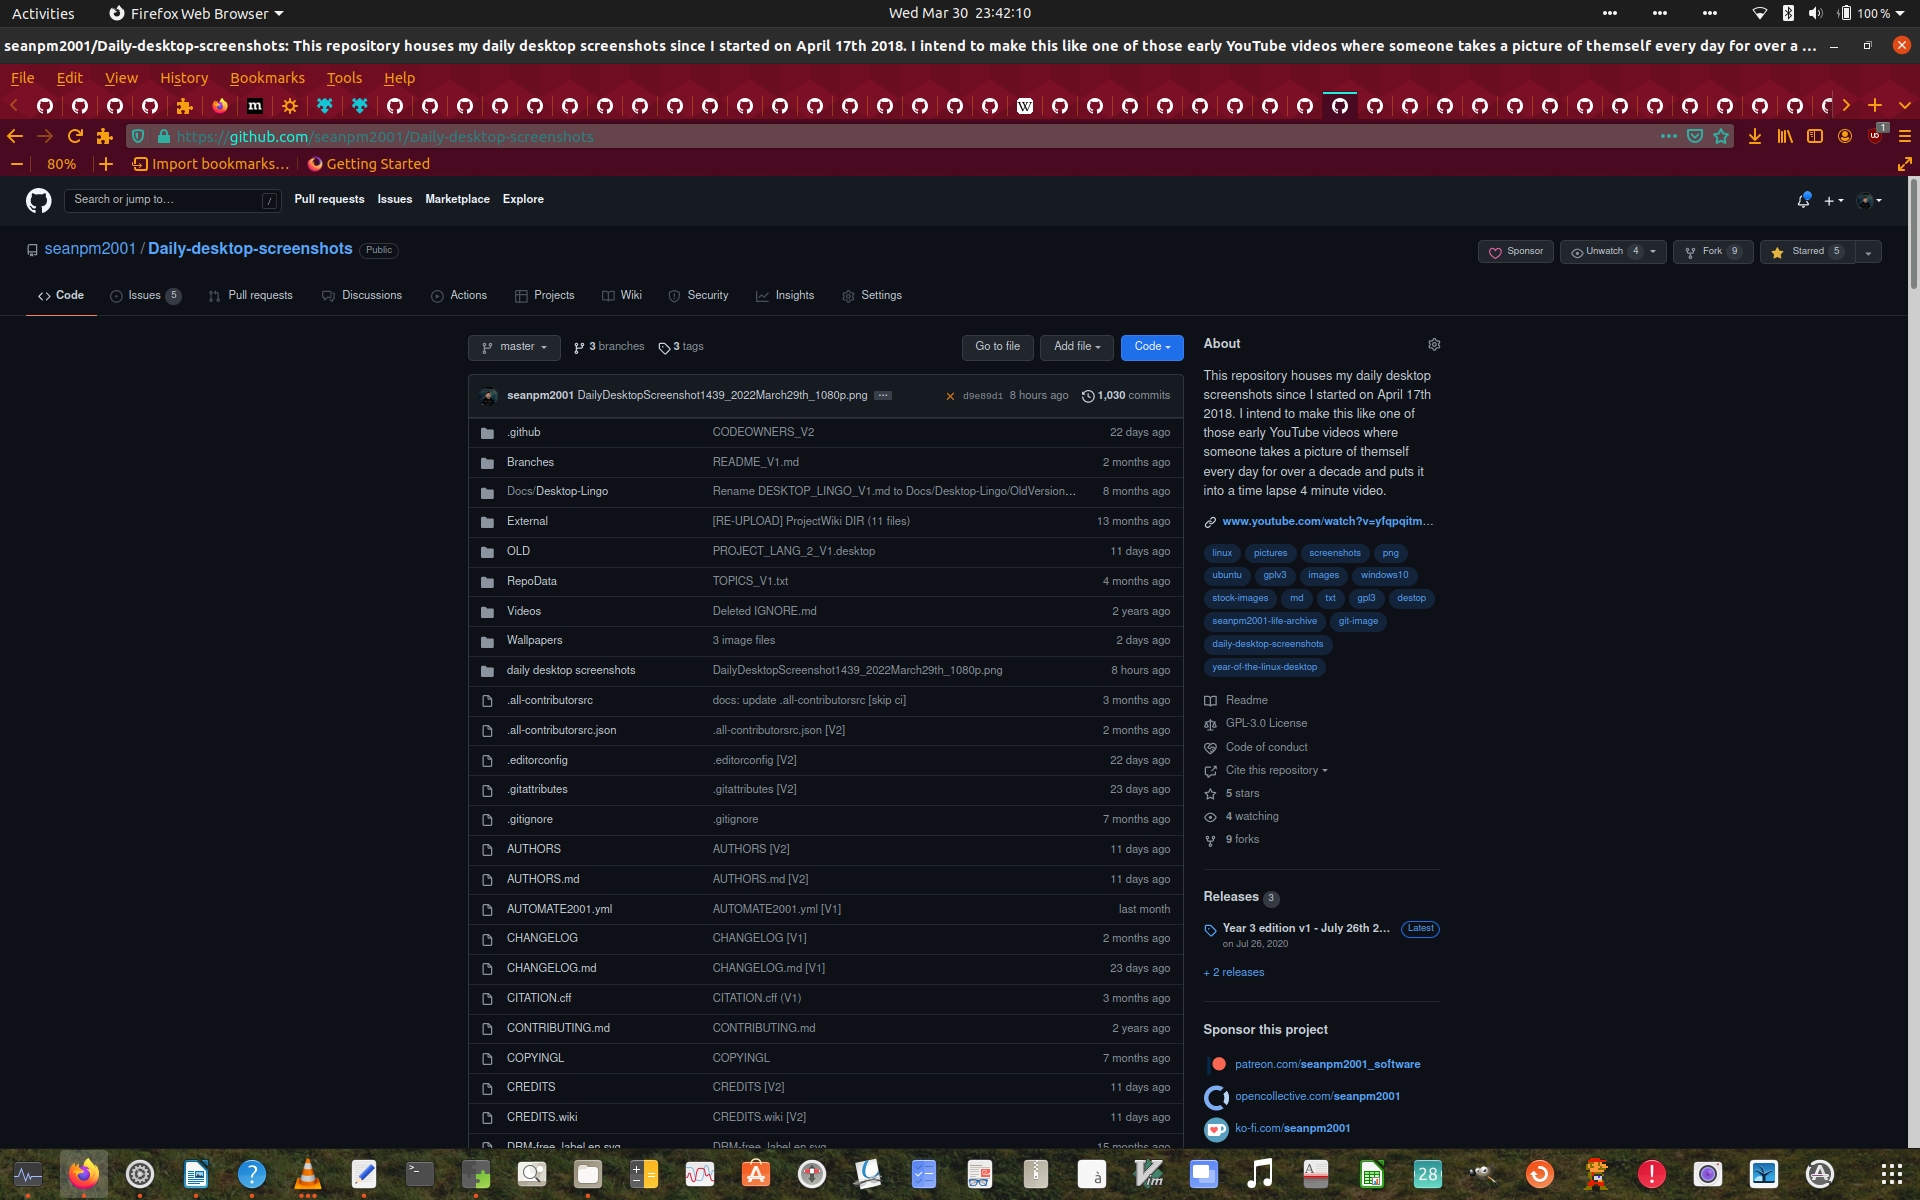 Activities
Firefox Web Browser
Wed Mar 30  23:42:10
100 %
seanpm2001/Daily-desktop-screenshots: This repository houses my daily desktop screenshots since I started on April 17th 2018. I intend to make this like one of those early YouTube videos where someone takes a picture of themself every day for over a ...
File Edit View History Bookmarks Tools Help
https://github.com/seanpm2001/Daily-desktop-screenshots
80% Import bookmarks... Getting Started
Search or jump to... / Pull requests Issues Marketplace Explore
seanpm2001 / Daily-desktop-screenshots Public
Sponsor Unwatch 4 Fork 9 Starred 5
Code Issues 5 Pull requests Discussions Actions Projects Wiki Security Insights Settings
master 3 branches 3 tags Go to file Add file Code
seanpm2001 DailyDesktopScreenshot1439_2022March29th_1080p.png ... d9e89d1 8 hours ago 1,030 commits
.github CODEOWNERS_V2 22 days ago
Branches README_V1.md 2 months ago
Docs/Desktop-Lingo Rename DESKTOP_LINGO_V1.md to Docs/Desktop-Lingo/OldVersion... 8 months ago
External [RE-UPLOAD] ProjectWiki DIR (11 files) 13 months ago
OLD PROJECT_LANG_2_V1.desktop 11 days ago
RepoData TOPICS_V1.txt 4 months ago
Videos Deleted IGNORE.md 2 years ago
Wallpapers 3 image files 2 days ago
daily desktop screenshots DailyDesktopScreenshot1439_2022March29th_1080p.png 8 hours ago
.all-contributorsrc docs: update .all-contributorsrc [skip ci] 3 months ago
.all-contributorsrc.json .all-contributorsrc.json [V2] 2 months ago
.editorconfig .editorconfig [V2] 22 days ago
.gitattributes .gitattributes [V2] 23 days ago
.gitignore .gitignore 7 months ago
AUTHORS AUTHORS [V2] 11 days ago
AUTHORS.md AUTHORS.md [V2] 11 days ago
AUTOMATE2001.yml AUTOMATE2001.yml [V1] last month
CHANGELOG CHANGELOG [V1] 2 months ago
CHANGELOG.md CHANGELOG.md [V1] 23 days ago
CITATION.cff CITATION.cff (V1) 3 months ago
CONTRIBUTING.md CONTRIBUTING.md 2 years ago
COPYINGL COPYINGL 7 months ago
CREDITS CREDITS [V2] 11 days ago
CREDITS.wiki CREDITS.wiki [V2] 11 days ago
DRM-free_label.en.svg DRM-free_label.en.svg 15 months ago
About
This repository houses my daily desktop
screenshots since I started on April 17th
2018. I intend to make this like one of
those early YouTube videos where
someone takes a picture of themself
every day for over a decade and puts it
into a time lapse 4 minute video.
www.youtube.com/watch?v=yfqpqitm...
linux pictures screenshots png
ubuntu gplv3 images windows10
stock-images md txt gpl3 destop
seanpm2001-life-archive git-image
daily-desktop-screenshots
year-of-the-linux-desktop
Readme
GPL-3.0 License
Code of conduct
Cite this repository
5 stars
4 watching
9 forks
Releases 3
Year 3 edition v1 - July 26th 2... Latest
on Jul 26, 2020
+ 2 releases
Sponsor this project
patreon.com/seanpm2001_software
opencollective.com/seanpm2001
ko-fi.com/seanpm2001
28